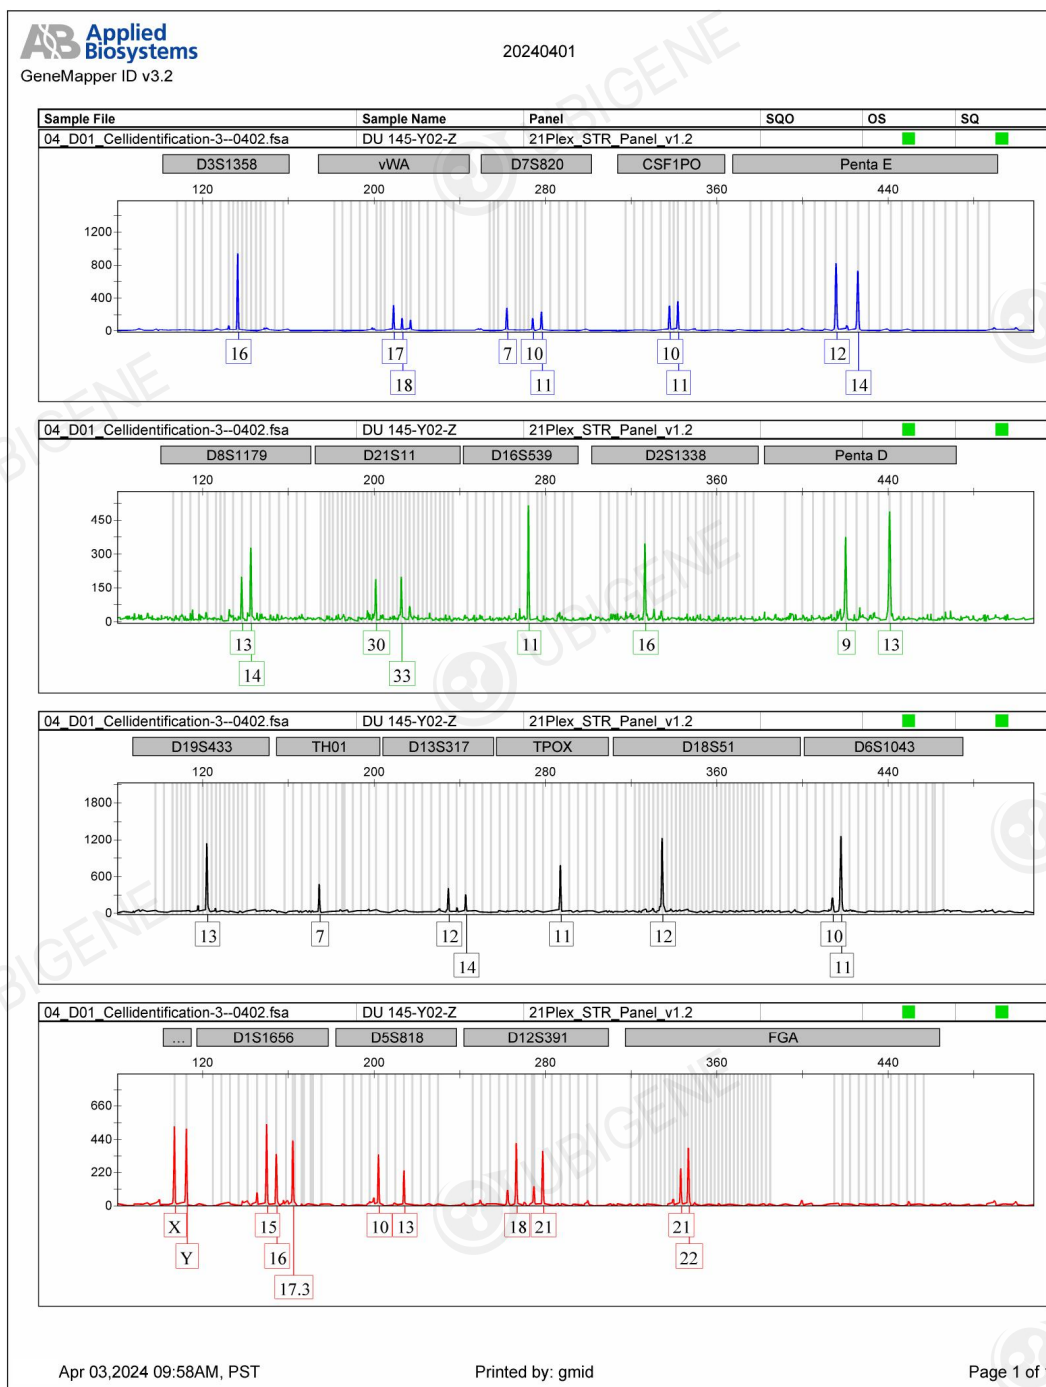 AB Applied
Biosystems
GeneMapper ID v3.2
20240401
Sample File Sample Name Panel SQO OS SQ
04_D01_Cellidentification-3--0402.fsa DU 145-Y02-Z 21Plex_STR_Panel_v1.2
D3S1358 vWA D7S820 CSF1PO Penta E
120 200 280 360 440
1200
800
400
0
16 17 7 10 10 12
18 11 11 14
04_D01_Cellidentification-3--0402.fsa DU 145-Y02-Z 21Plex_STR_Panel_v1.2
D8S1179 D21S11 D16S539 D2S1338 Penta D
120 200 280 360 440
450
300
150
0
13 30 11 16 9 13
14 33
04_D01_Cellidentification-3--0402.fsa DU 145-Y02-Z 21Plex_STR_Panel_v1.2
D19S433 TH01 D13S317 TPOX D18S51 D6S1043
120 200 280 360 440
1800
1200
600
0
13 7 12 11 12 10
14 11
04_D01_Cellidentification-3--0402.fsa DU 145-Y02-Z 21Plex_STR_Panel_v1.2
... D1S1656 D5S818 D12S391 FGA
120 200 280 360 440
660
440
220
0
X 15 10 13 18 21 21
Y 16 22
17.3
Apr 03,2024 09:58AM, PST Printed by: gmid Page 1 of
UBIGENE
UBIGENE
UBIGENE
UBIGENE
UBIGENE
UBIGENE